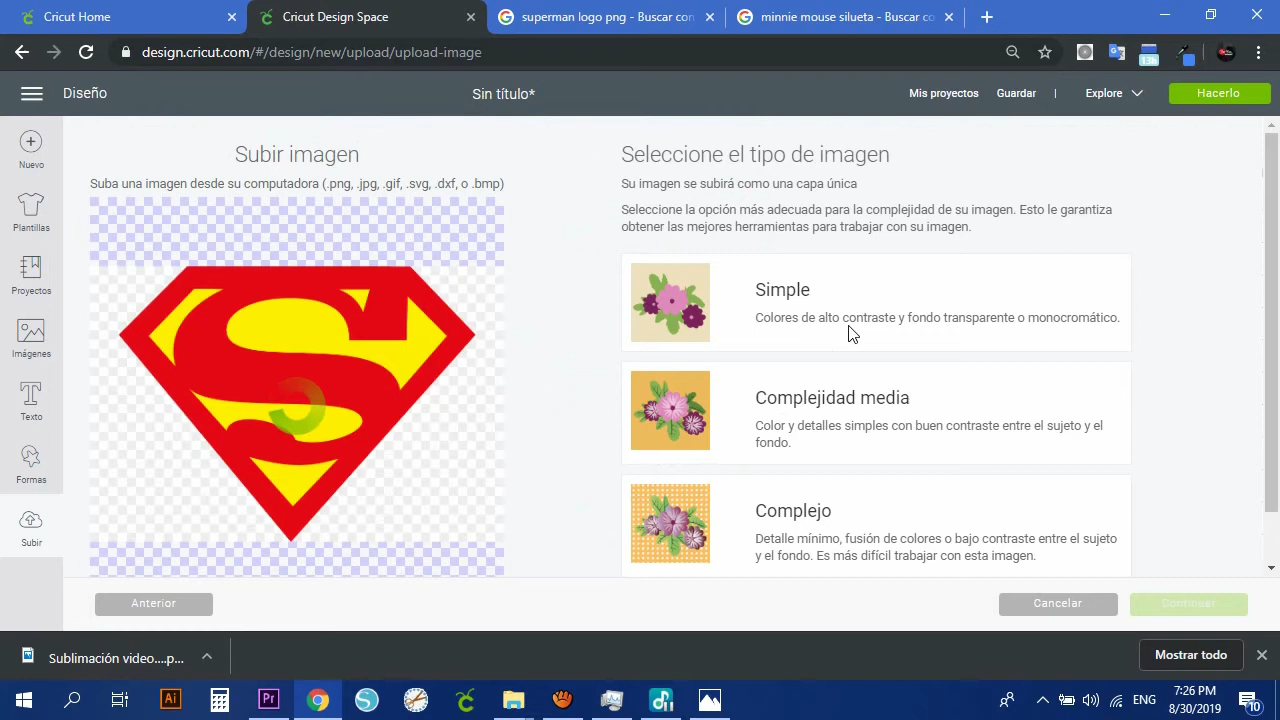 Cricut Home
Cricut Design Space
superman logo png - Buscar con
minnie mouse silueta - Buscar co
design.cricut.com/#/design/new/upload/upload-image
13h
Diseño
Sin título*
Mis proyectos
Guardar
|
Explore
Hacerlo
Nuevo
Plantillas
Proyectos
Imágenes
Texto
Formas
Subir
Subir imagen
Suba una imagen desde su computadora (.png, .jpg, .gif, .svg, .dxf, o .bmp)
S
Seleccione el tipo de imagen
Su imagen se subirá como una capa única
Seleccione la opción más adecuada para la complejidad de su imagen. Esto le garantiza
obtener las mejores herramientas para trabajar con su imagen.
Simple
Colores de alto contraste y fondo transparente o monocromático.
Complejidad media
Color y detalles simples con buen contraste entre el sujeto y el
fondo.
Complejo
Detalle mínimo, fusión de colores o bajo contraste entre el sujeto
y el fondo. Es más difícil trabajar con esta imagen.
Anterior
Cancelar
Continuar
Sublimación video....p...
Mostrar todo
Ai
Pr
ENG
7:26 PM
8/30/2019
10